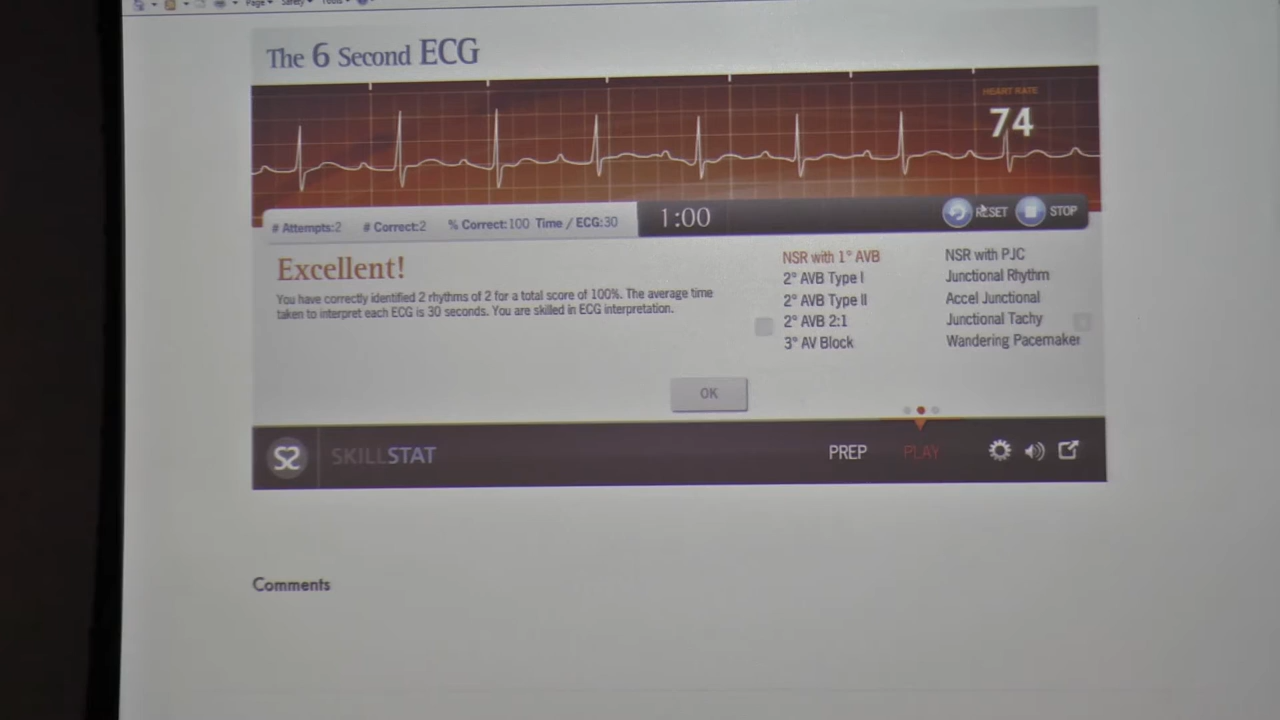 Page Safety Tools
The 6 Second ECG
HEART RATE
74
# Attempts:2 # Correct:2 % Correct:100 Time / ECG:30
1:00
RESET STOP
Excellent!
You have correctly identified 2 rhythms of 2 for a total score of 100%. The average time
taken to interpret each ECG is 30 seconds. You are skilled in ECG interpretation.
NSR with 1° AVB
2° AVB Type I
2° AVB Type II
2° AVB 2:1
3° AV Block
NSR with PJC
Junctional Rhythm
Accel Junctional
Junctional Tachy
Wandering Pacemaker
OK
S2 SKILLSTAT
PREP PLAY
Comments